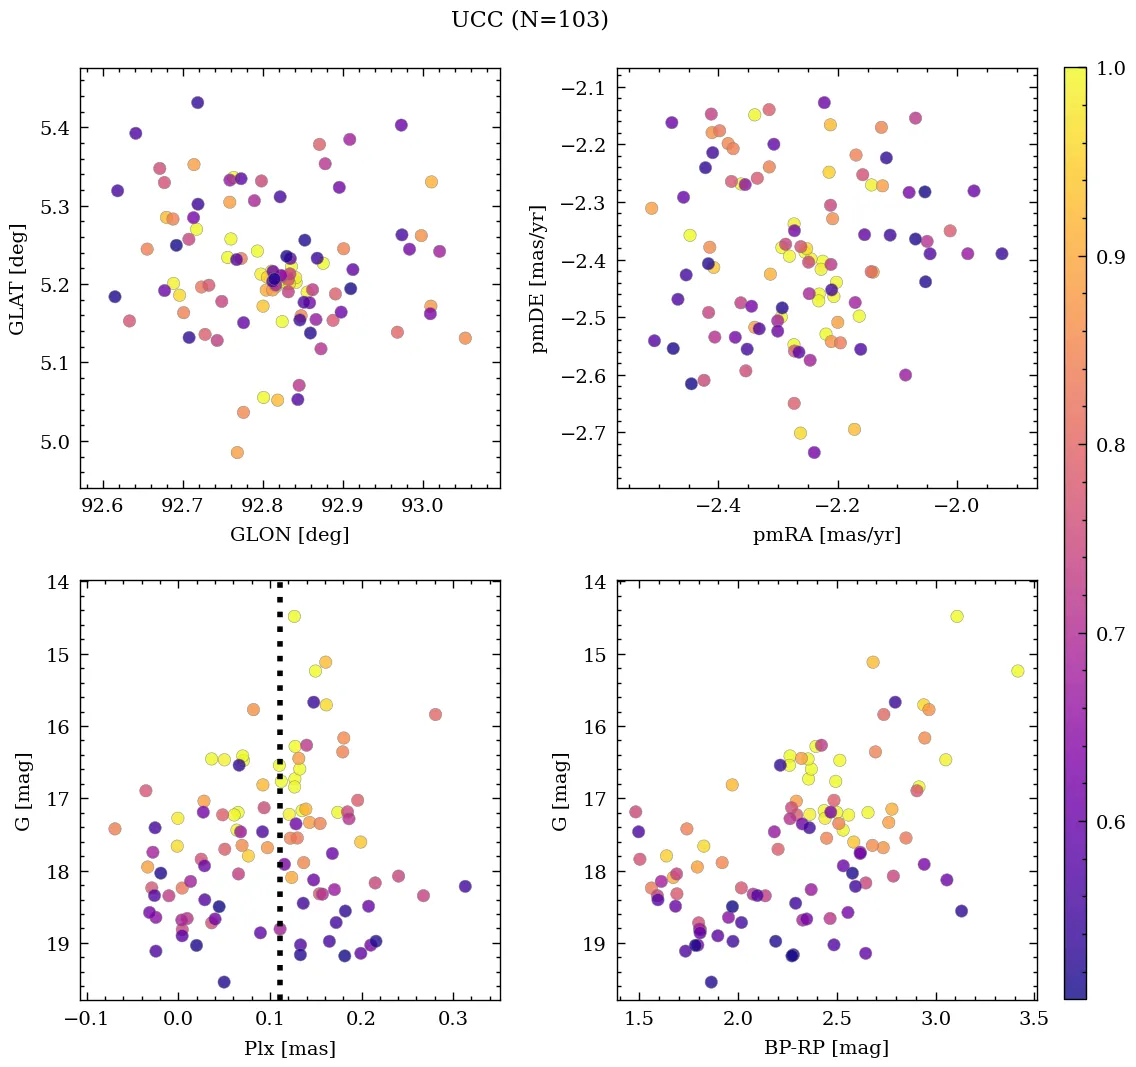 UCC (N=103)
5.4
5.3
5.2
5.1
5.0
GLAT [deg]
92.6 92.7 92.8 92.9 93.0
GLON [deg]
−2.1
−2.2
−2.3
−2.4
−2.5
−2.6
−2.7
pmDE [mas/yr]
−2.4 −2.2 −2.0
pmRA [mas/yr]
14
15
16
17
18
19
G [mag]
−0.1 0.0 0.1 0.2 0.3
Plx [mas]
14
15
16
17
18
19
G [mag]
1.5 2.0 2.5 3.0 3.5
BP-RP [mag]
1.0
0.9
0.8
0.7
0.6